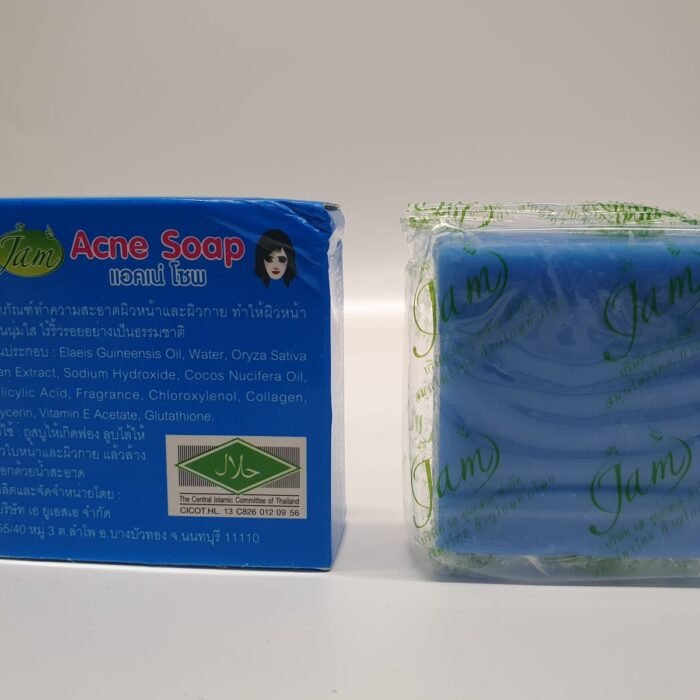 Jam
Acne Soap
แอคเน่ โซพ
ภัณฑ์ทำความสะอาดผิวหน้าและผิวกาย ทำให้ผิวหน้า
นุ่มใส ไร้ริ้วรอยอย่างเป็นธรรมชาติ
นประกอบ : Elaeis Guineensis Oil, Water, Oryza Sativa
an Extract, Sodium Hydroxide, Cocos Nucifera Oil,
licylic Acid, Fragrance, Chloroxylenol, Collagen,
ycerin, Vitamin E Acetate, Glutathione.
ใช้ : ถูสบู่ให้เกิดฟอง ลูบไล้ให้
วใบหน้าและผิวกาย แล้วล้าง
อกด้วยน้ำสะอาด
ลิตและจัดจำหน่ายโดย :
ริษัท เอ ยูเอสเอ จำกัด
55/40 หมู่ 3 ต.ลำโพ อ.บางบัวทอง จ.นนทบุรี 11110
حلال
The Central Islamic Committee of Thailand
CICOT.HL. 13 C826 012 09 56
Jam
Jam
Jam
Jam